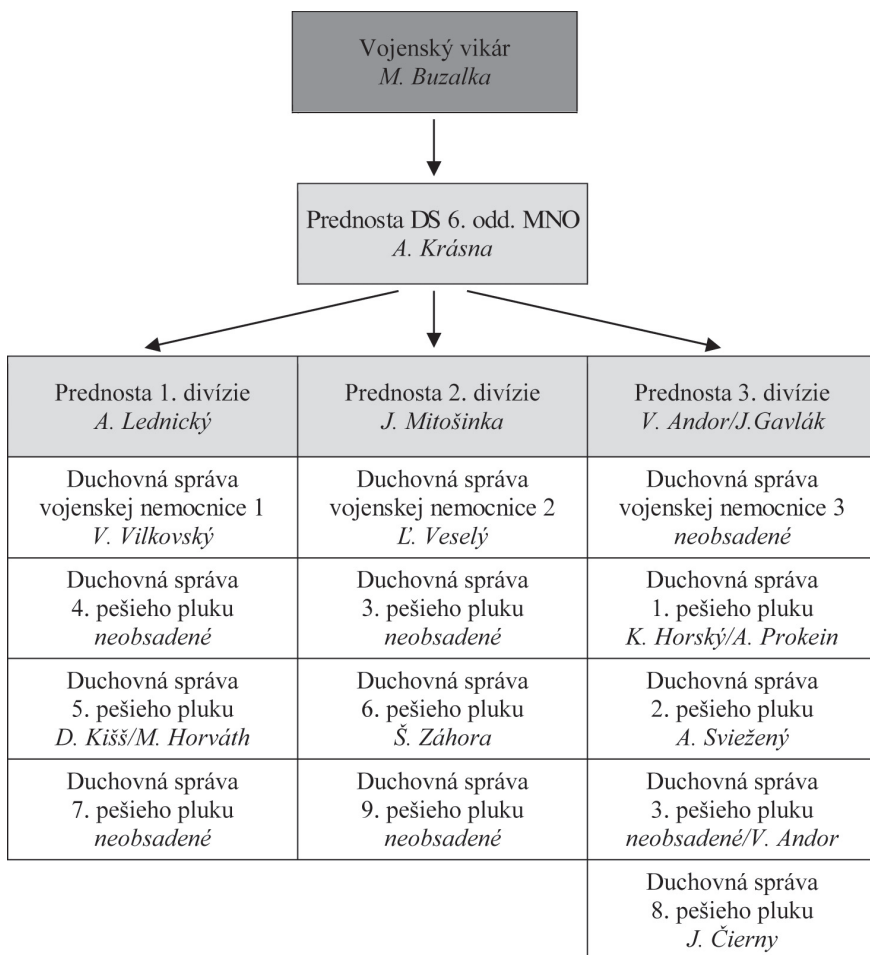 Vojenský vikár
M. Buzalka
Prednosta DS 6. odd. MNO
A. Krásna
Prednosta 1. divízie
A. Lednický
Duchovná správa
vojenskej nemocnice 1
V. Vilkovský
Duchovná správa
4. pešieho pluku
neobsadené
Duchovná správa
5. pešieho pluku
D. Kišš/M. Horváth
Duchovná správa
7. pešieho pluku
neobsadené
Prednosta 2. divízie
J. Mitošinka
Duchovná správa
vojenskej nemocnice 2
Ľ. Veselý
Duchovná správa
3. pešieho pluku
neobsadené
Duchovná správa
6. pešieho pluku
Š. Záhora
Duchovná správa
9. pešieho pluku
neobsadené
Prednosta 3. divízie
V. Andor/J.Gavlák
Duchovná správa
vojenskej nemocnice 3
neobsadené
Duchovná správa
1. pešieho pluku
K. Horský/A. Prokein
Duchovná správa
2. pešieho pluku
A. Sviežený
Duchovná správa
3. pešieho pluku
neobsadené/V. Andor
Duchovná správa
8. pešieho pluku
J. Čierny